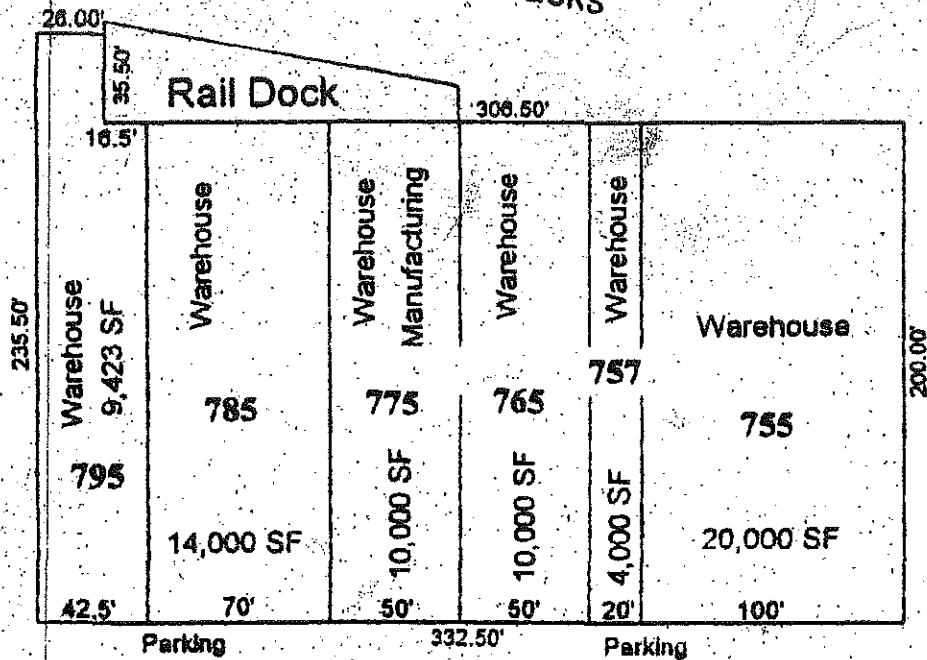 26.00'
35.50'
Rail Dock
306.50'
16.5'
Warehouse
9,423 SF
795
42.5'
235.50'
Warehouse
785
14,000 SF
70'
Warehouse
Manufacturing
775
10,000 SF
50'
Warehouse
765
10,000 SF
50'
Warehouse
757
4,000 SF
20'
Warehouse
755
20,000 SF
100'
200.00'
Parking
332.50'
Parking